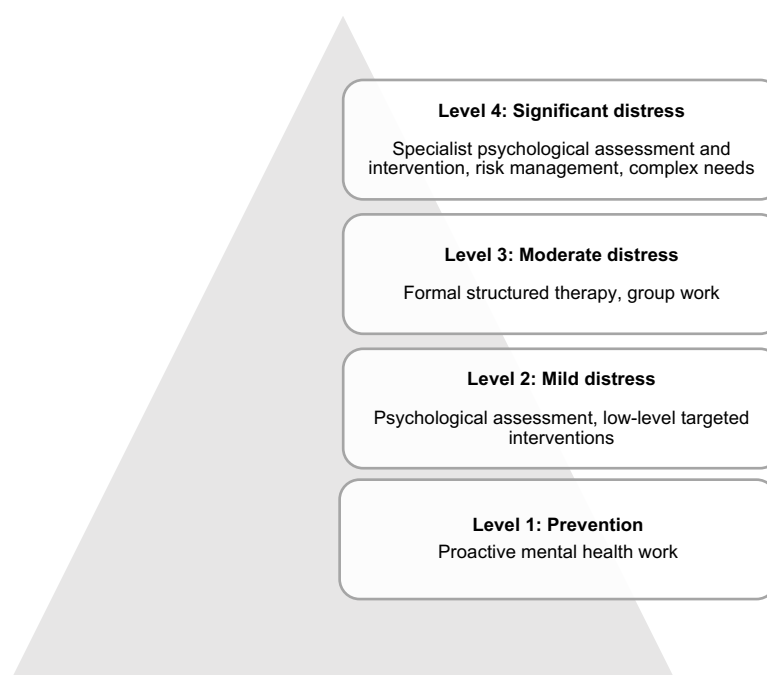 Level 4: Significant distress
Specialist psychological assessment and
intervention, risk management, complex needs
Level 3: Moderate distress
Formal structured therapy, group work
Level 2: Mild distress
Psychological assessment, low-level targeted
interventions
Level 1: Prevention
Proactive mental health work